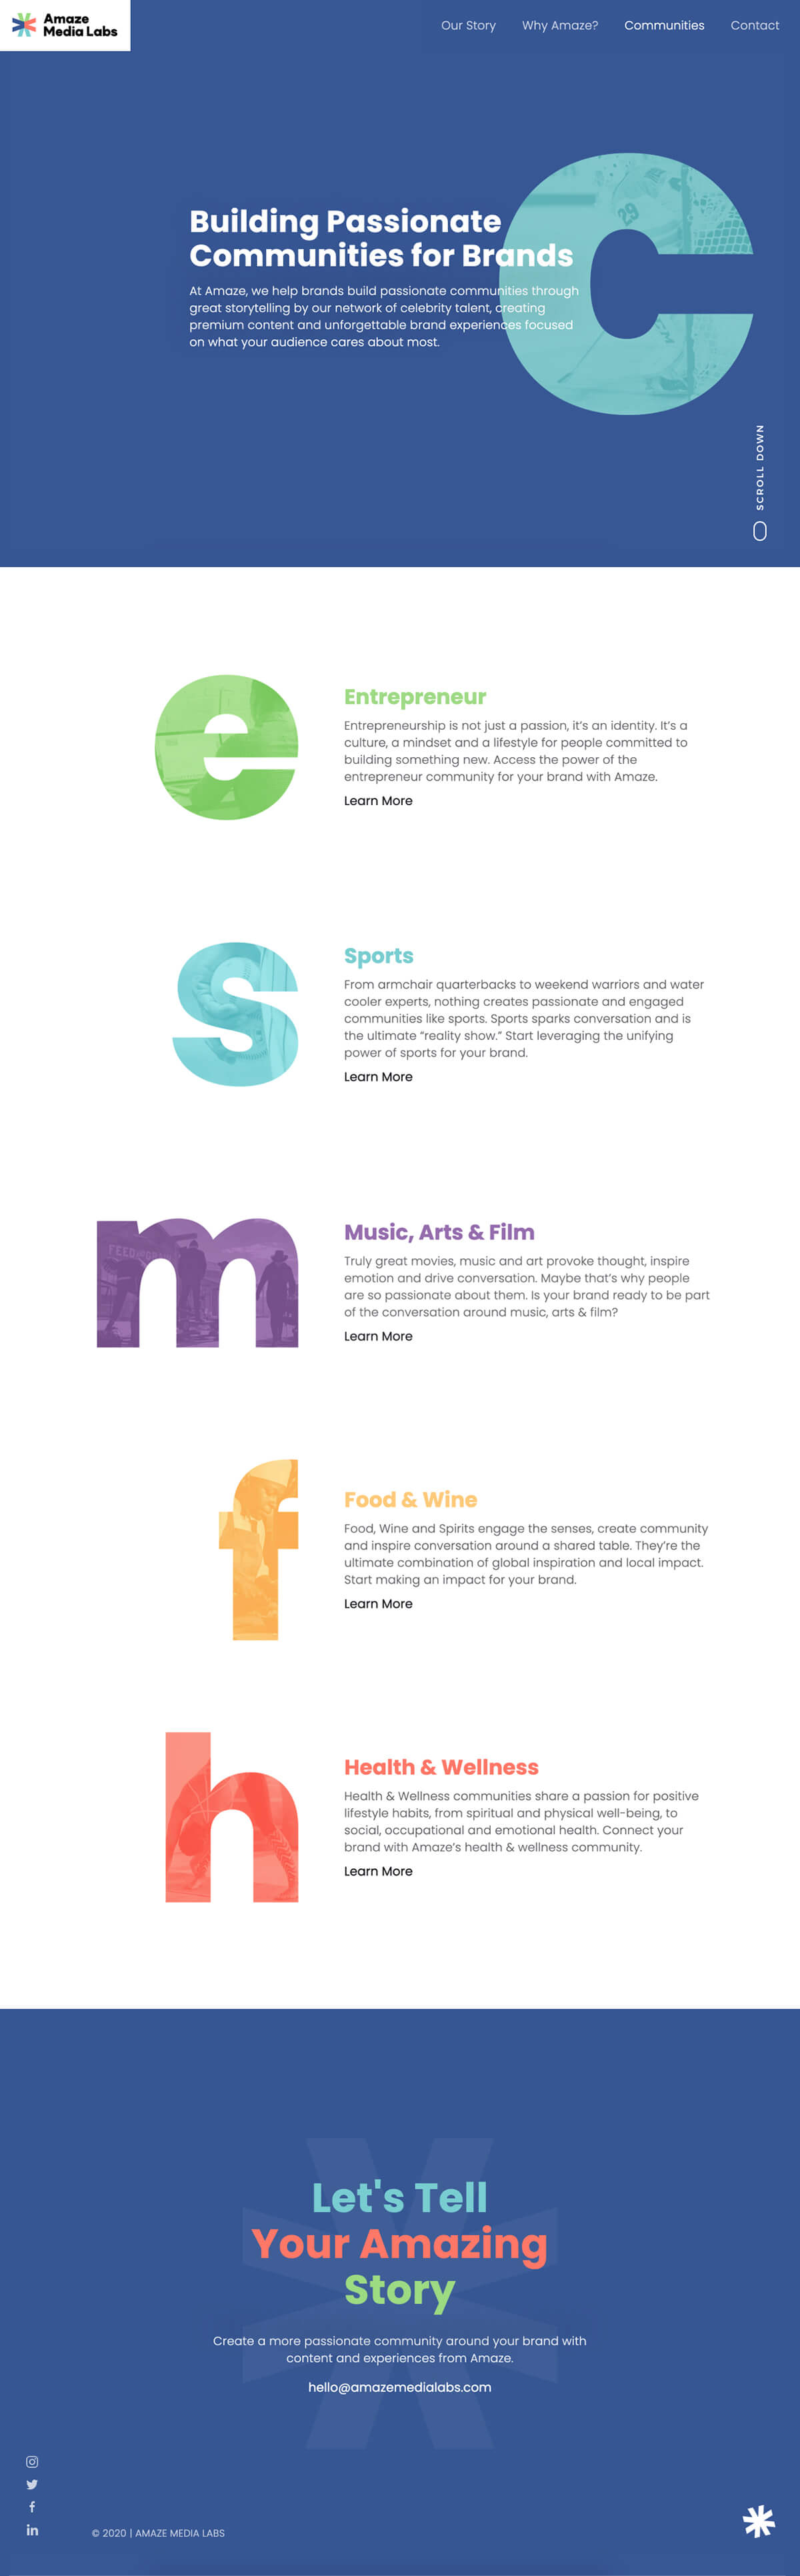 Amaze
Media Labs
Our Story Why Amaze? Communities Contact
29
Building Passionate
Communities for Brands
At Amaze, we help brands build passionate communities through
great storytelling by our network of celebrity talent, creating
premium content and unforgettable brand experiences focused
on what your audience cares about most.
SCROLL DOWN
e
Entrepreneur
Entrepreneurship is not just a passion, it’s an identity. It’s a
culture, a mindset and a lifestyle for people committed to
building something new. Access the power of the
entrepreneur community for your brand with Amaze.
Learn More
s
Sports
From armchair quarterbacks to weekend warriors and water
cooler experts, nothing creates passionate and engaged
communities like sports. Sports sparks conversation and is
the ultimate “reality show.” Start leveraging the unifying
power of sports for your brand.
Learn More
m
FEED
Music, Arts & Film
Truly great movies, music and art provoke thought, inspire
emotion and drive conversation. Maybe that’s why people
are so passionate about them. Is your brand ready to be part
of the conversation around music, arts & film?
Learn More
f
Food & Wine
Food, Wine and Spirits engage the senses, create community
and inspire conversation around a shared table. They’re the
ultimate combination of global inspiration and local impact.
Start making an impact for your brand.
Learn More
h
Health & Wellness
Health & Wellness communities share a passion for positive
lifestyle habits, from spiritual and physical well-being, to
social, occupational and emotional health. Connect your
brand with Amaze’s health & wellness community.
Learn More
Let's Tell
Your Amazing
Story
Create a more passionate community around your brand with
content and experiences from Amaze.
hello@amazemedialabs.com
© 2020 | AMAZE MEDIA LABS